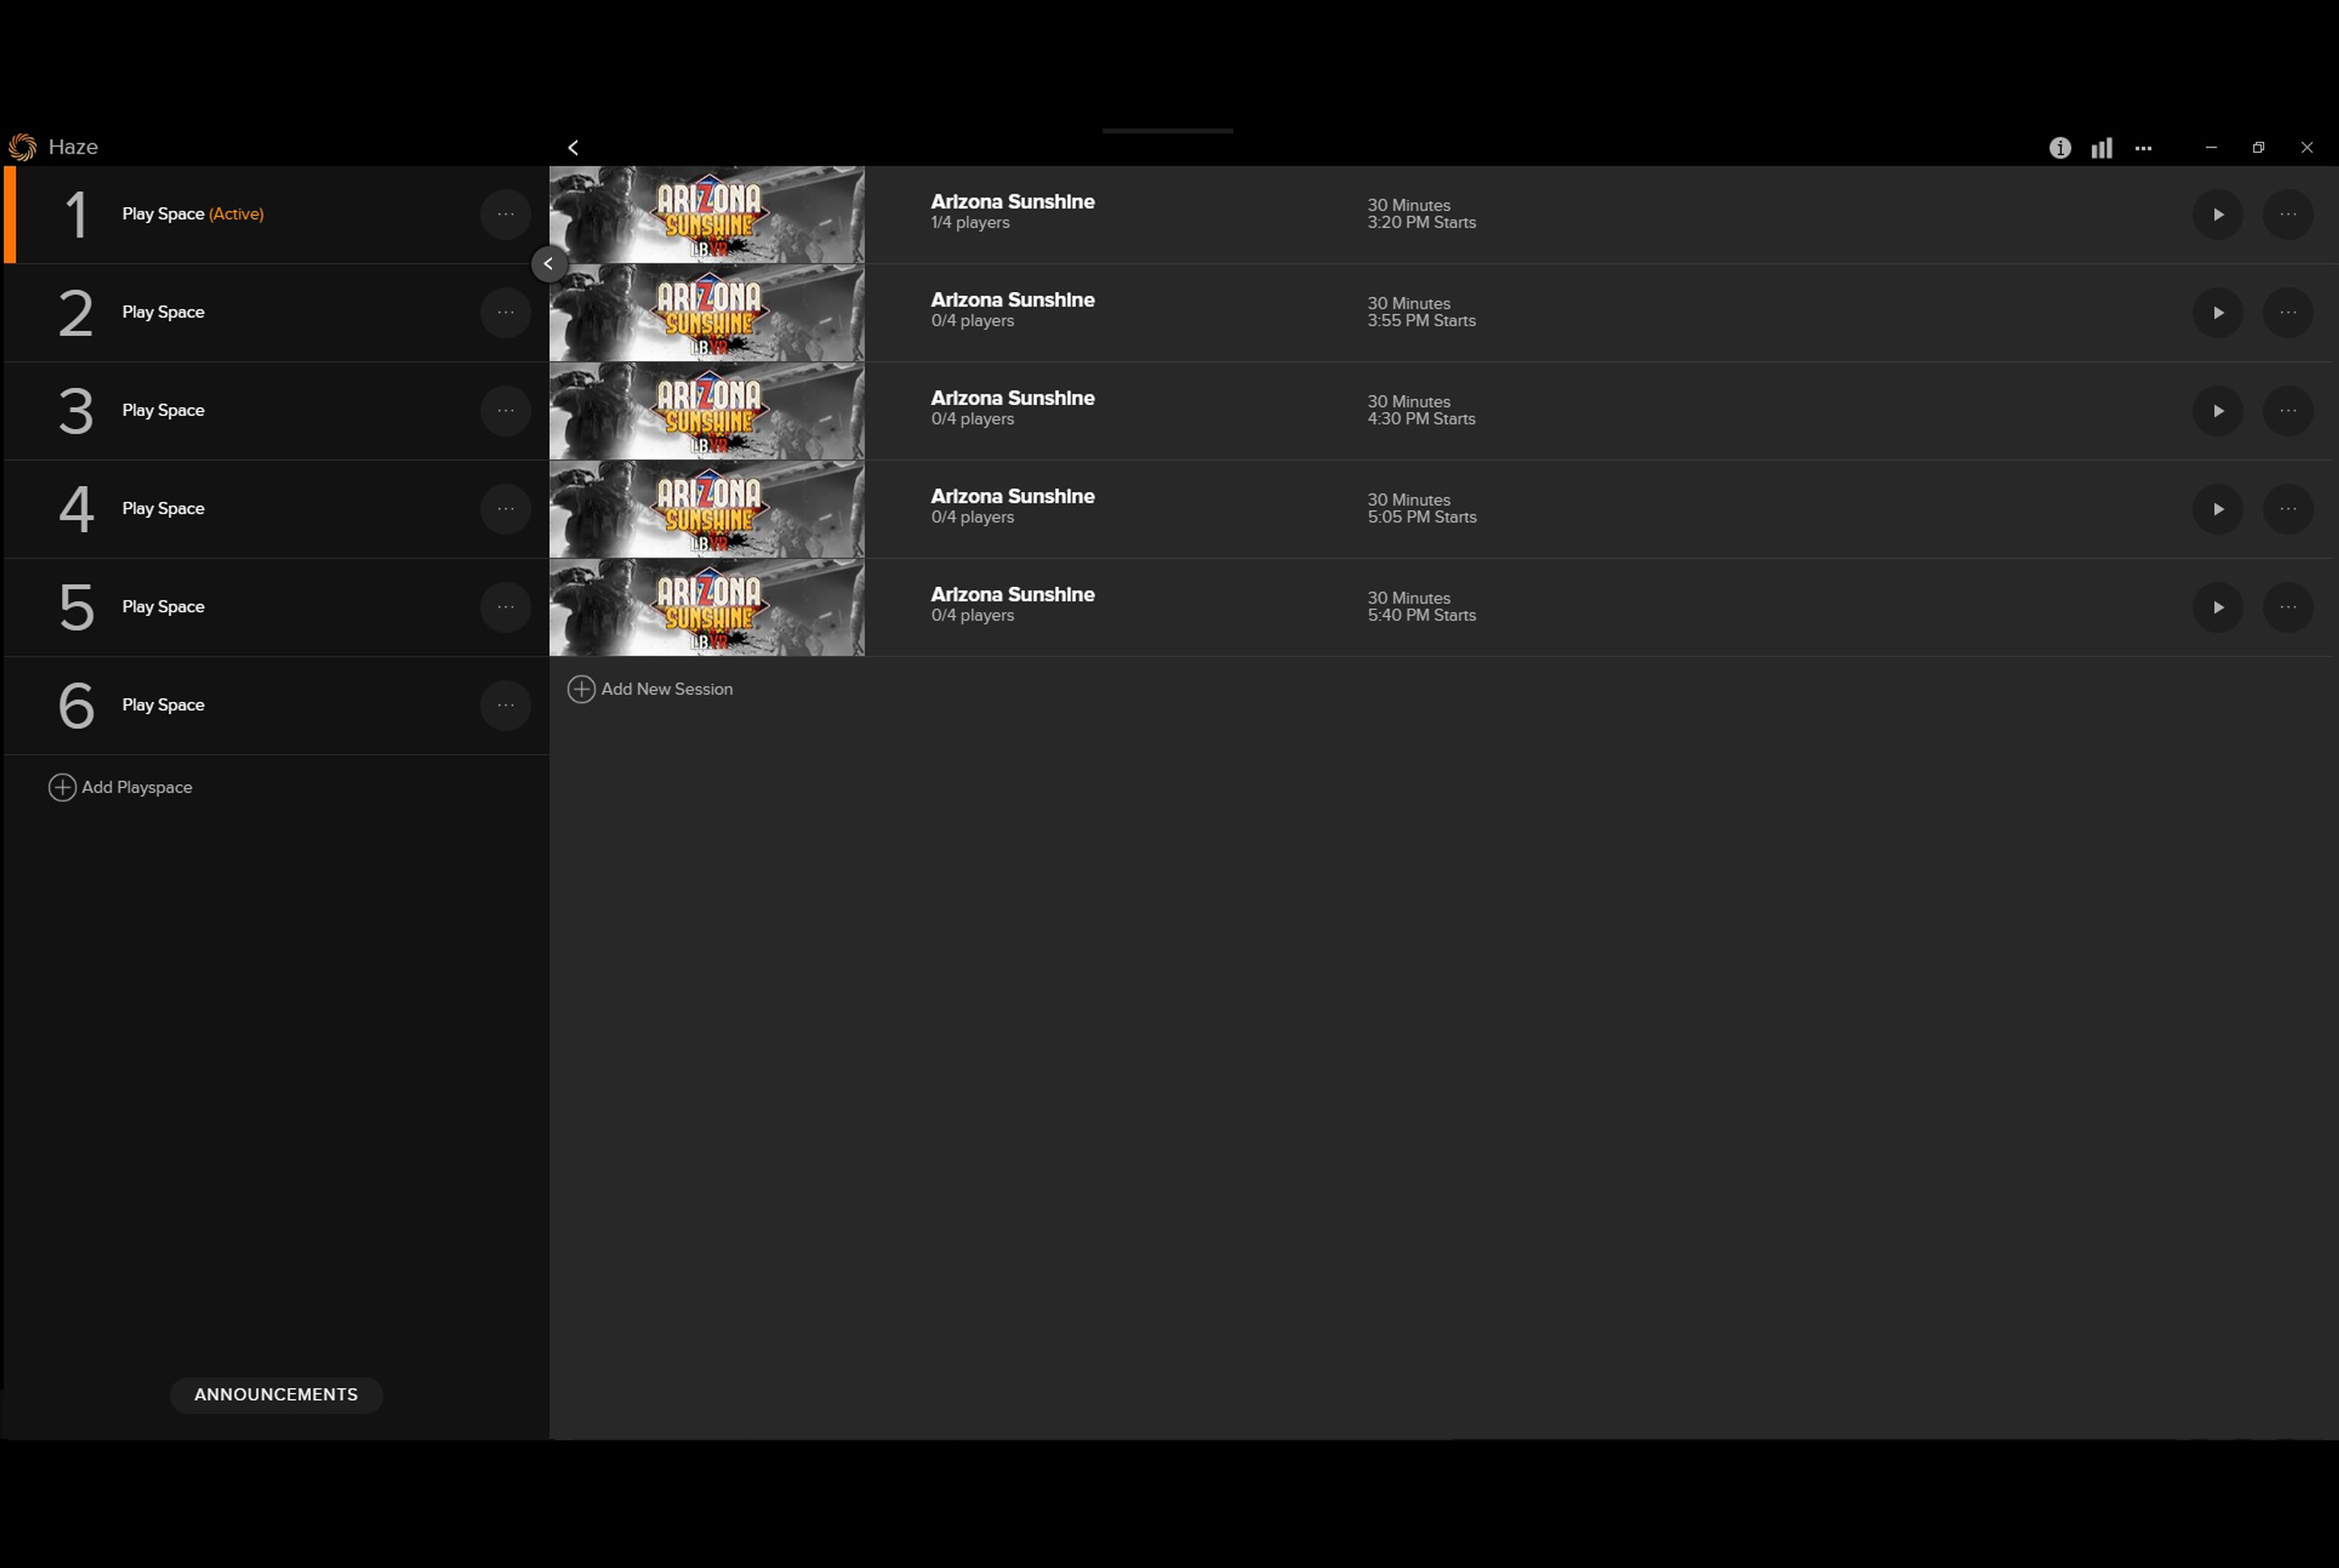 Haze
1 Play Space (Active)
2 Play Space
3 Play Space
4 Play Space
5 Play Space
6 Play Space
Add Playspace
ANNOUNCEMENTS
ARIZONA
SUNSHINE
LBVR
Arizona Sunshine
1/4 players
30 Minutes
3:20 PM Starts
ARIZONA
SUNSHINE
LBVR
Arizona Sunshine
0/4 players
30 Minutes
3:55 PM Starts
ARIZONA
SUNSHINE
LBVR
Arizona Sunshine
0/4 players
30 Minutes
4:30 PM Starts
ARIZONA
SUNSHINE
LBVR
Arizona Sunshine
0/4 players
30 Minutes
5:05 PM Starts
ARIZONA
SUNSHINE
LBVR
Arizona Sunshine
0/4 players
30 Minutes
5:40 PM Starts
Add New Session